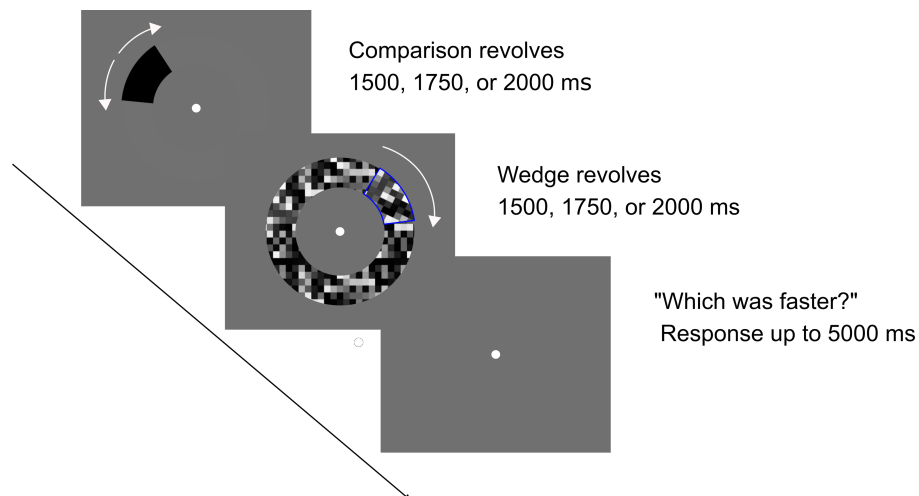 Comparison revolves
1500, 1750, or 2000 ms
Wedge revolves
1500, 1750, or 2000 ms
"Which was faster?"
Response up to 5000 ms